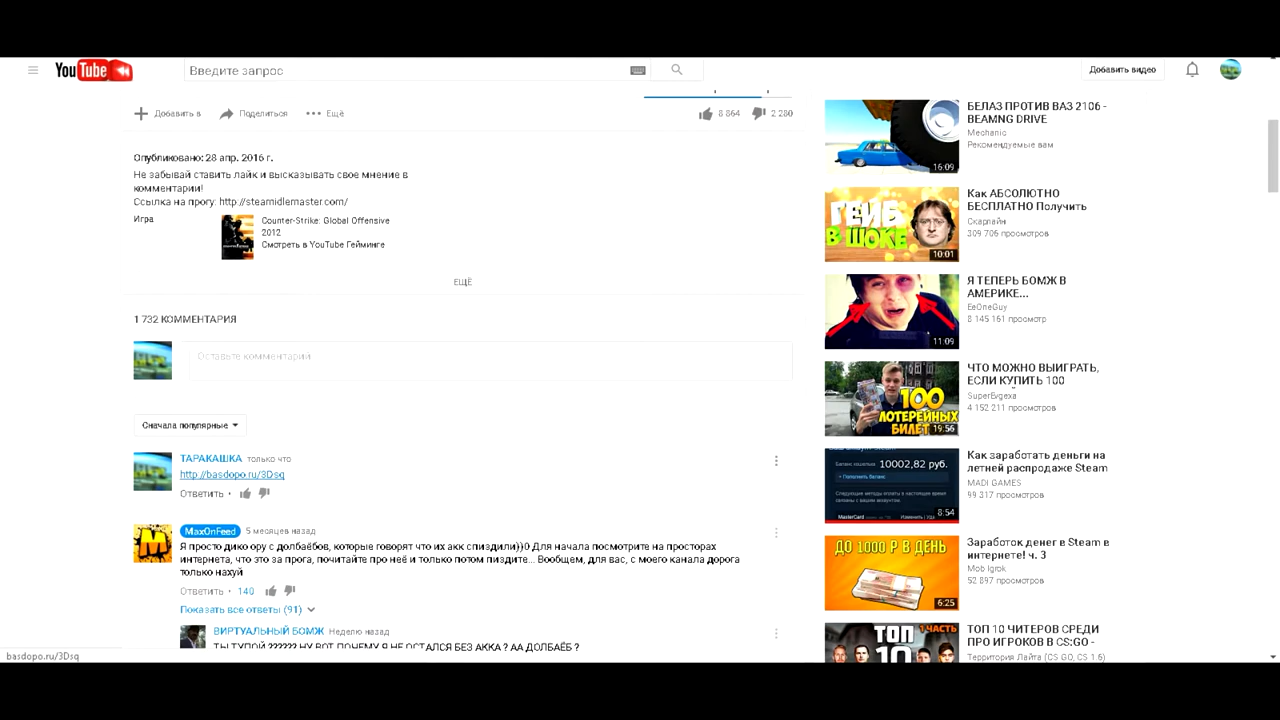 YouTube
Введите запрос
Добавить видео
Добавить в
Поделиться
Ещё
8 864
2 280
Опубликовано: 28 апр. 2016 г.
Не забывай ставить лайк и высказывать свое мнение в
комментарии!
Ссылка на прогу: http://steamidlemaster.com/
Игра
Counter-Strike: Global Offensive
2012
Смотреть в YouTube Гейминге
ЕЩЁ
1 732 КОММЕНТАРИЯ
Оставьте комментарии
Сначала популярные
ТАРАКАШКА только что
http://basdopo.ru/3Dsq
Ответить •
MaxOnFeed 5 месяцев назад
Я просто дико ору с долбаёбов, которые говорят что их акк спиздили))0 Для начала посмотрите на просторах
интернета, что это за прога, почитайте про неё и только потом пиздите... Вообщем, для вас, с моего канала дорога
только нахуй
Ответить • 140
Показать все ответы (91)
ВИРТУАЛЬНЫЙ БОМЖ Неделю назад
ТЫ ТУПОЙ ?????? НУ ВОТ ПОЧЕМУ Я НЕ ОСТАЛСЯ БЕЗ АККА ? АА ДОЛБАЁБ ?
basdopo.ru/3Dsq
16:09
БЕЛАЗ ПРОТИВ ВАЗ 2106 -
BEAMNG DRIVE
Mechanic
Рекомендуемые вам
ГЕЙБ
В ШОКЕ
10:01
Как АБСОЛЮТНО
БЕСПЛАТНО Получить
Скарлайн
309 706 просмотров
11:09
Я ТЕПЕРЬ БОМЖ В
АМЕРИКЕ...
EeOneGuy
8 145 161 просмотр
100
ЛОТЕРЕЙНЫХ
БИЛЕТ
19:56
ЧТО МОЖНО ВЫИГРАТЬ,
ЕСЛИ КУПИТЬ 100
SuperEvgexa
4 152 211 просмотров
Баланс кошелька 10002,82 руб.
+ Пополнить баланс
MasterCard
Изменить | Уда
8:54
Как заработать деньги на
летней распродаже Steam
MADI GAMES
99 317 просмотров
ДО 1000 Р В ДЕНЬ
6:25
Заработок денег в Steam в
интернете! ч. 3
Mob Igrok
52 897 просмотров
ТОП
10
1 ЧАСТЬ
ТОП 10 ЧИТЕРОВ СРЕДИ
ПРО ИГРОКОВ В CS:GO -
Территория Лайта (CS GO, CS 1.6)